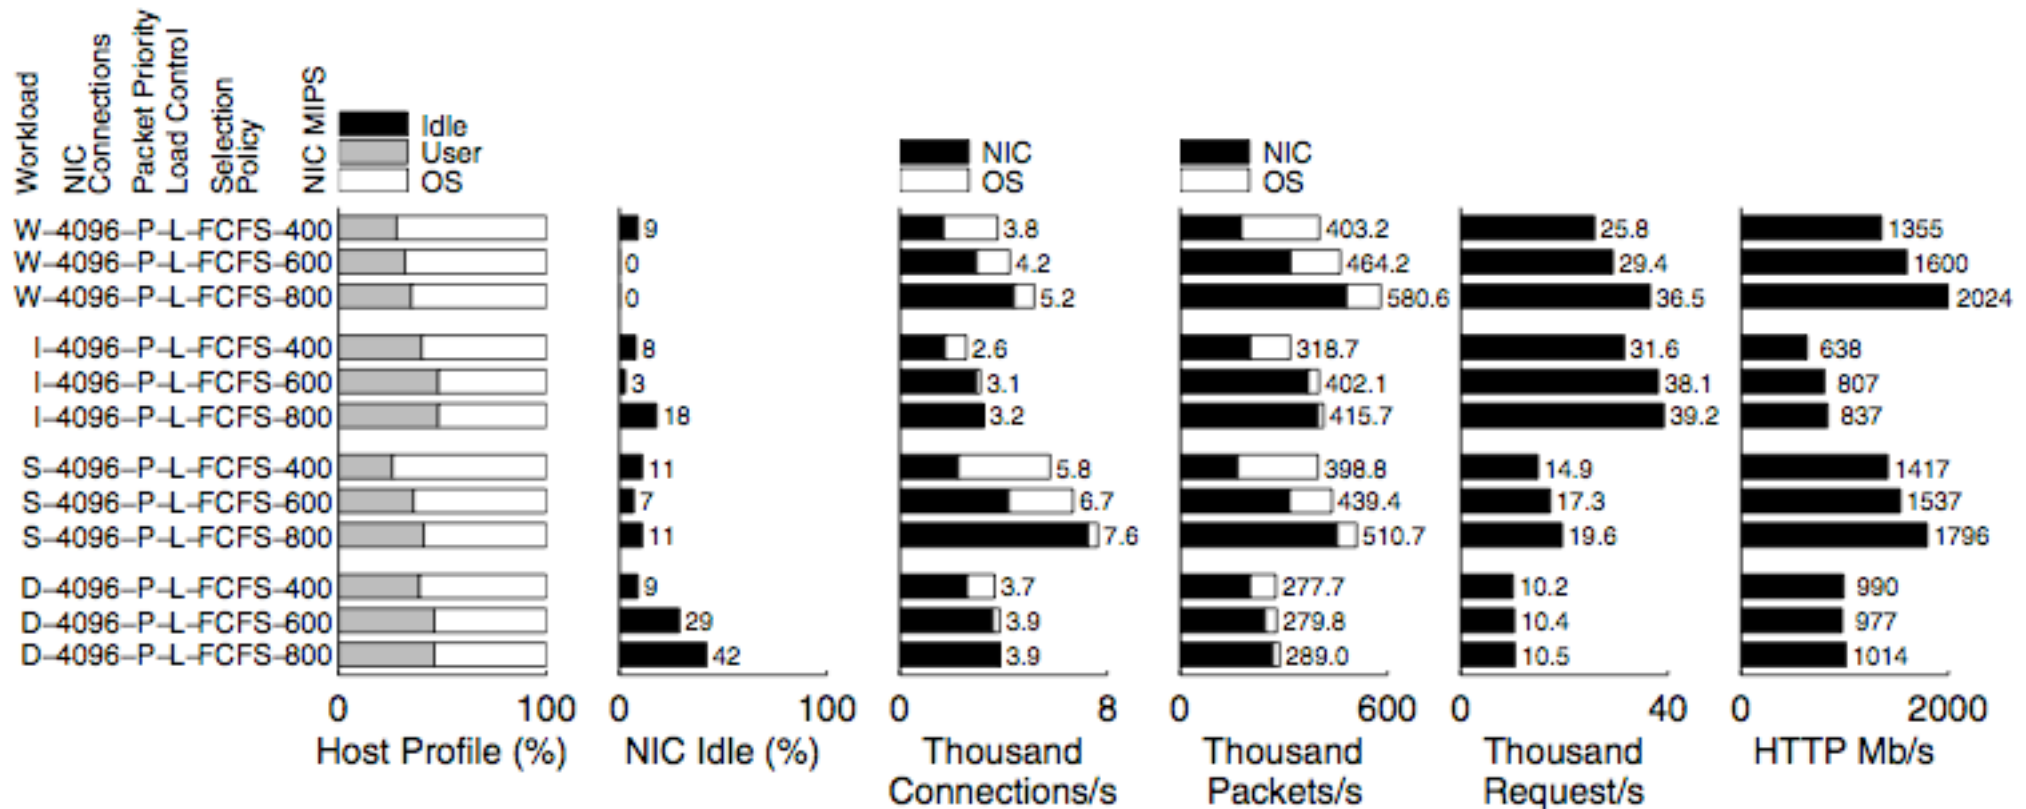 Workload
NIC
Connections
Packet Priority
Load Control
Selection
Policy
NIC MIPS
Idle
User
OS
NIC
OS
NIC
OS
W–4096–P–L–FCFS–400 9 3.8 403.2 25.8 1355
W–4096–P–L–FCFS–600 0 4.2 464.2 29.4 1600
W–4096–P–L–FCFS–800 0 5.2 580.6 36.5 2024
I–4096–P–L–FCFS–400 8 2.6 318.7 31.6 638
I–4096–P–L–FCFS–600 3 3.1 402.1 38.1 807
I–4096–P–L–FCFS–800 18 3.2 415.7 39.2 837
S–4096–P–L–FCFS–400 11 5.8 398.8 14.9 1417
S–4096–P–L–FCFS–600 7 6.7 439.4 17.3 1537
S–4096–P–L–FCFS–800 11 7.6 510.7 19.6 1796
D–4096–P–L–FCFS–400 9 3.7 277.7 10.2 990
D–4096–P–L–FCFS–600 29 3.9 279.8 10.4 977
D–4096–P–L–FCFS–800 42 3.9 289.0 10.5 1014
0 100 0 100 0 8 0 600 0 40 0 2000
Host Profile (%)
NIC Idle (%)
Thousand
Connections/s
Thousand
Packets/s
Thousand
Request/s
HTTP Mb/s